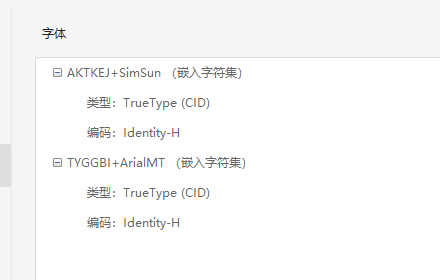 字体
AKTKEJ+SimSun （嵌入字符集）
类型：TrueType (CID)
编码：Identity-H
TYGGBI+ArialMT （嵌入字符集）
类型：TrueType (CID)
编码：Identity-H